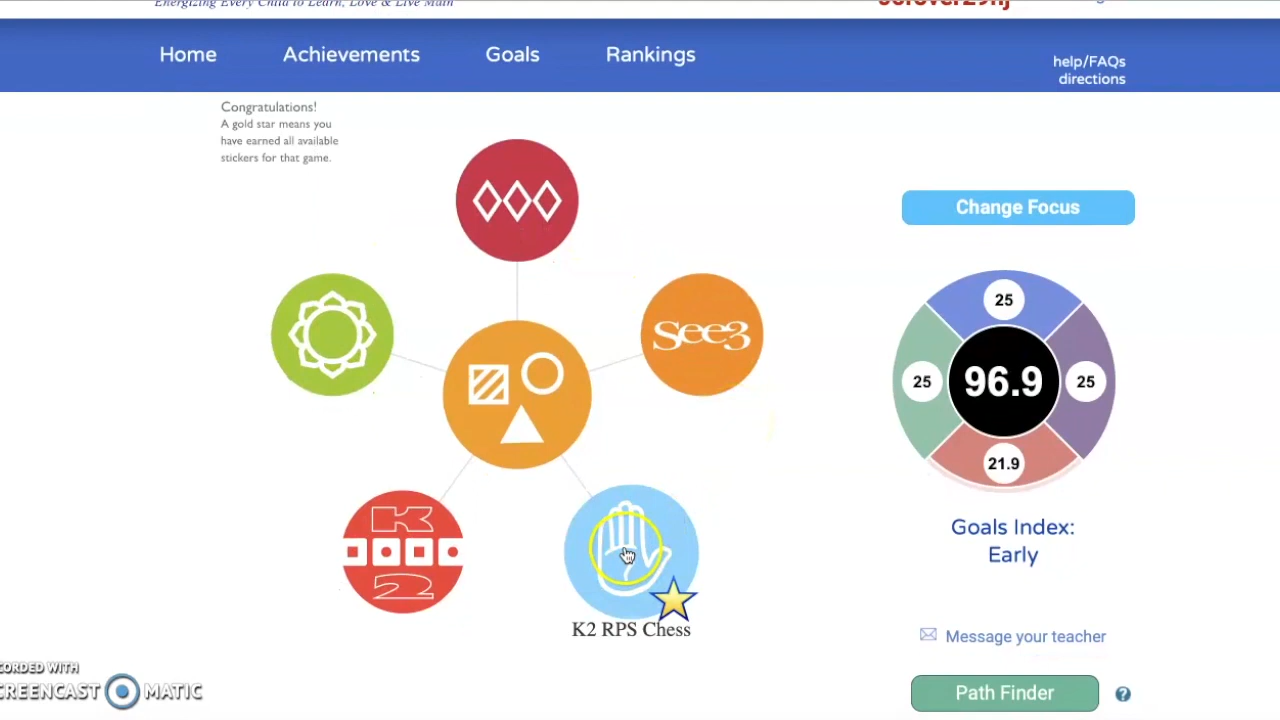 Energizing Every Child to Learn, Love & Live Math
Home
Achievements
Goals
Rankings
help/FAQs
directions
Congratulations!
A gold star means you
have earned all available
stickers for that game.
See3
K
2
K2 RPS Chess
Change Focus
25
25
96.9
25
21.9
Goals Index:
Early
Message your teacher
Path Finder
?
CORDED WITH
CREENCAST
MATIC